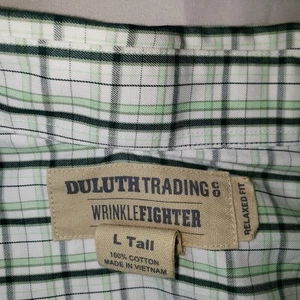 DULUTH TRADING CO
WRINKLEFIGHTER
RELAXED FIT
L Tall
100% COTTON
MADE IN VIETNAM